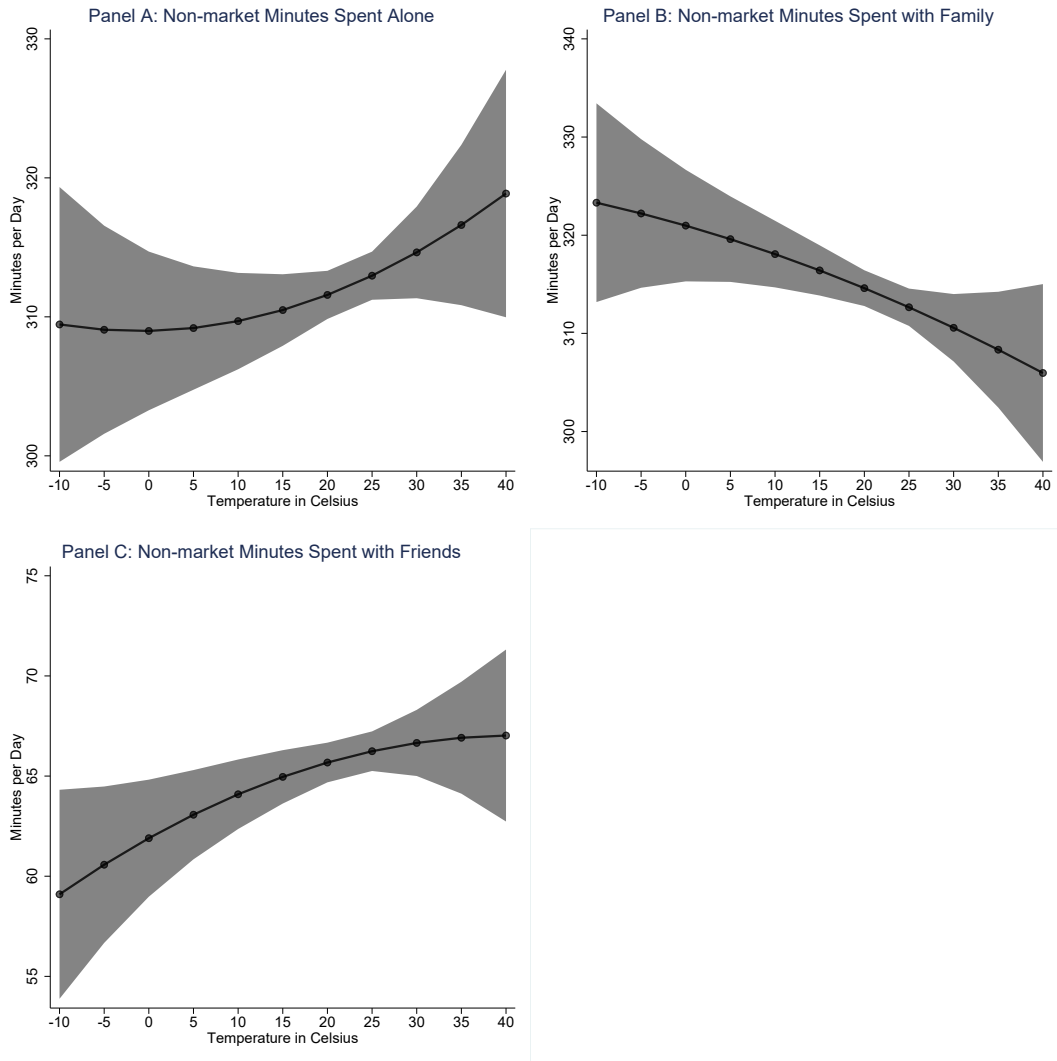 Panel A: Non-market Minutes Spent Alone
330
320
310
300
Minutes per Day
-10 -5 0 5 10 15 20 25 30 35 40
Temperature in Celsius
Panel B: Non-market Minutes Spent with Family
340
330
320
310
300
Minutes per Day
-10 -5 0 5 10 15 20 25 30 35 40
Temperature in Celsius
Panel C: Non-market Minutes Spent with Friends
75
70
65
60
55
Minutes per Day
-10 -5 0 5 10 15 20 25 30 35 40
Temperature in Celsius